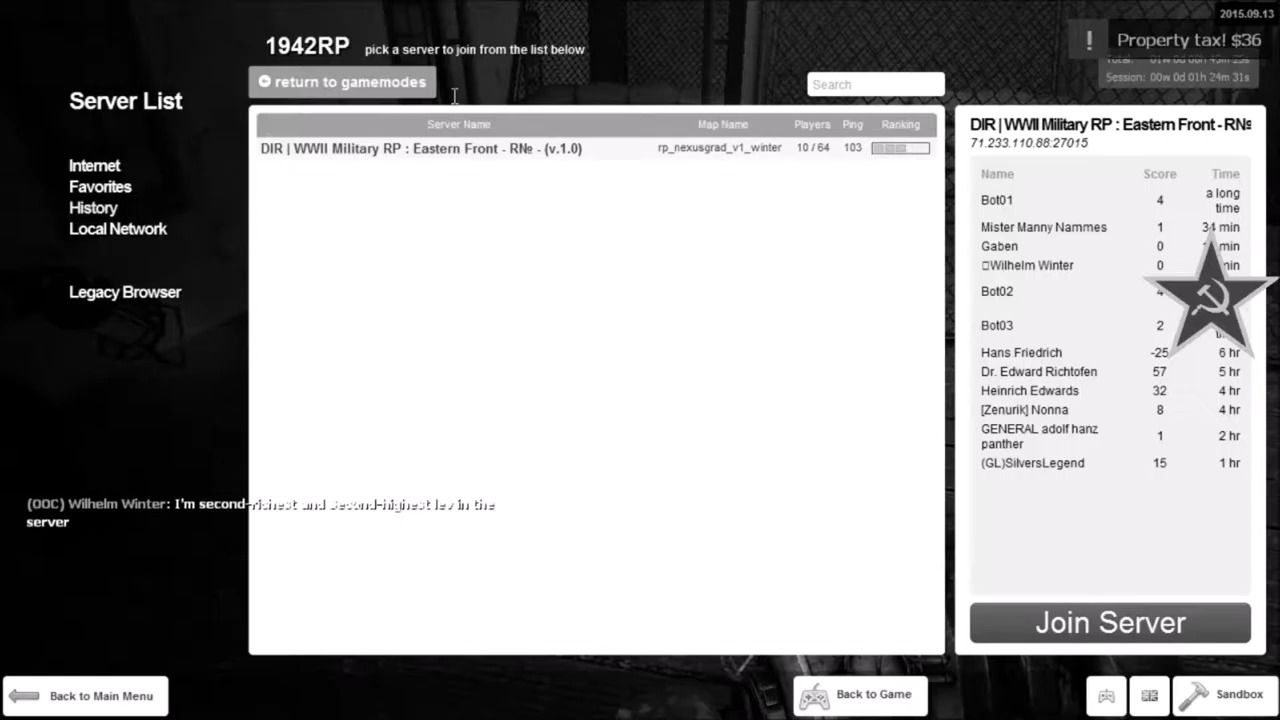 2015.09.13
Property tax! $36
Session: 00w 0d 01h 24m 31s
1942RP pick a server to join from the list below
return to gamemodes
Search
Server List
Internet
Favorites
History
Local Network
Legacy Browser
Server Name Map Name Players Ping Ranking
DIR | WWII Military RP : Eastern Front - RN№ - (v.1.0) rp_nexusgrad_v1_winter 10 / 64 103
DIR | WWII Military RP : Eastern Front - RN№
71.233.110.88:27015
Name Score Time
Bot01 4 a long
time
Mister Manny Nammes 1 34 min
Gaben 0 min
Wilhelm Winter 0 min
Bot02 4
Bot03 2
Hans Friedrich -25 6 hr
Dr. Edward Richtofen 57 5 hr
Heinrich Edwards 32 4 hr
[Zenurik] Nonna 8 4 hr
GENERAL adolf hanz
panther 1 2 hr
(GL)SilversLegend 15 1 hr
(OOC) Wilhelm Winter: I'm second-richest and second-highest lev in the
server
Join Server
Back to Main Menu
Back to Game
Sandbox